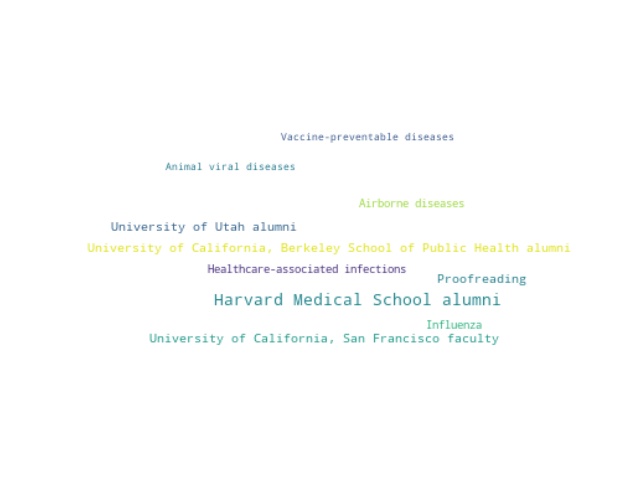 Vaccine-preventable diseases
Animal viral diseases
Airborne diseases
University of Utah alumni
University of California, Berkeley School of Public Health alumni
Healthcare-associated infections
Proofreading
Harvard Medical School alumni
Influenza
University of California, San Francisco faculty